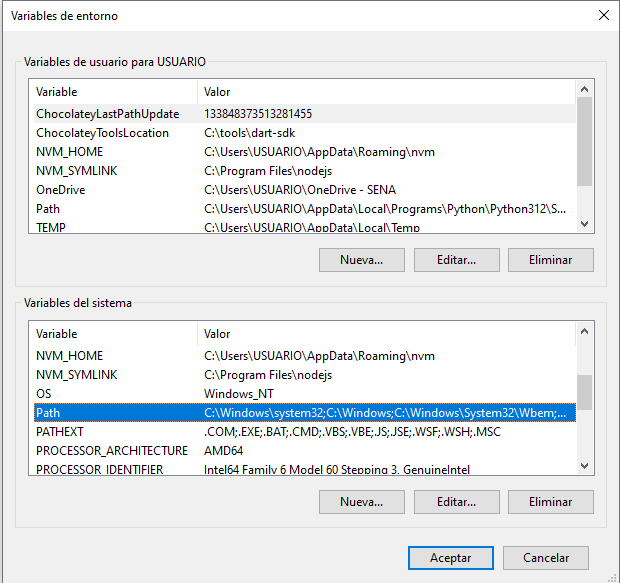 Variables de entorno
Variables de usuario para USUARIO
Variable Valor
ChocolateyLastPathUpdate 133848373513281455
ChocolateyToolsLocation C:\tools\dart-sdk
NVM_HOME C:\Users\USUARIO\AppData\Roaming\nvm
NVM_SYMLINK C:\Program Files\nodejs
OneDrive C:\Users\USUARIO\OneDrive - SENA
Path C:\Users\USUARIO\AppData\Local\Programs\Python\Python312\S...
TEMP C:\Users\USUARIO\AppData\Local\Temp
Nueva... Editar... Eliminar
Variables del sistema
Variable Valor
NVM_HOME C:\Users\USUARIO\AppData\Roaming\nvm
NVM_SYMLINK C:\Program Files\nodejs
OS Windows_NT
Path C:\Windows\system32;C:\Windows;C:\Windows\System32\Wbem;...
PATHEXT .COM;.EXE;.BAT;.CMD;.VBS;.VBE;.JS;.JSE;.WSF;.WSH;.MSC
PROCESSOR_ARCHITECTURE AMD64
PROCESSOR_IDENTIFIER Intel64 Family 6 Model 60 Stepping 3, GenuineIntel
Nueva... Editar... Eliminar
Aceptar Cancelar